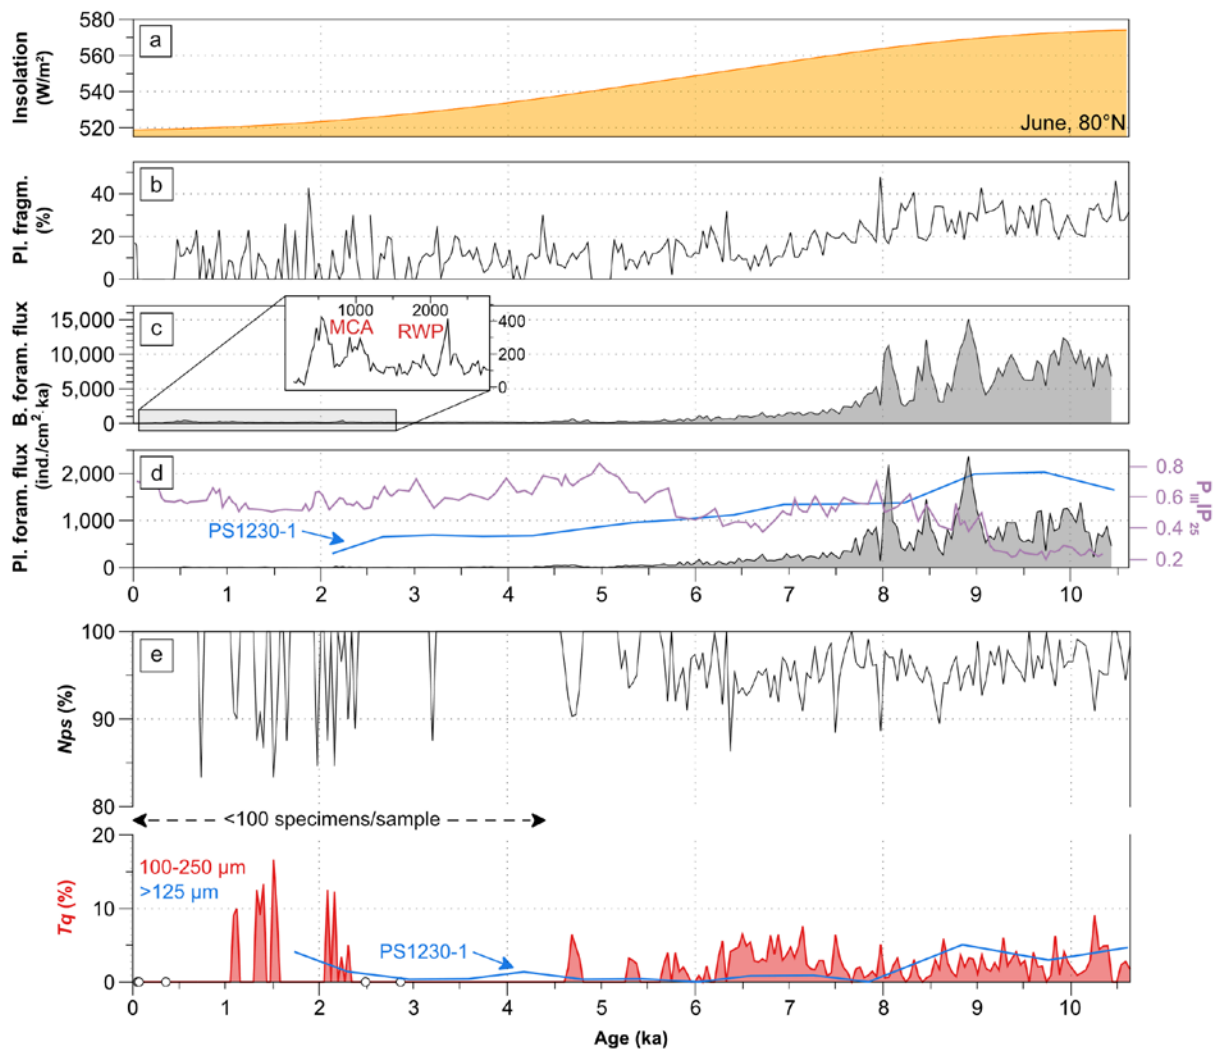 580
560
540
520
Insolation
(W/m²)
a
June, 80°N
40
20
0
Pl. fragm.
(%)
b
15,000
10,000
5,000
0
B. foram. flux
c
1000
2000
MCA
RWP
400
200
0
2,000
1,000
0
Pl. foram. flux
(ind./cm²·ka)
d
PS1230-1
0.8
0.6
0.4
0.2
P_III IP_25
0 1 2 3 4 5 6 7 8 9 10
100
90
80
Nps (%)
e
<100 specimens/sample
20
10
0
Tq (%)
100-250 µm
>125 µm
PS1230-1
0 1 2 3 4 5 6 7 8 9 10
Age (ka)